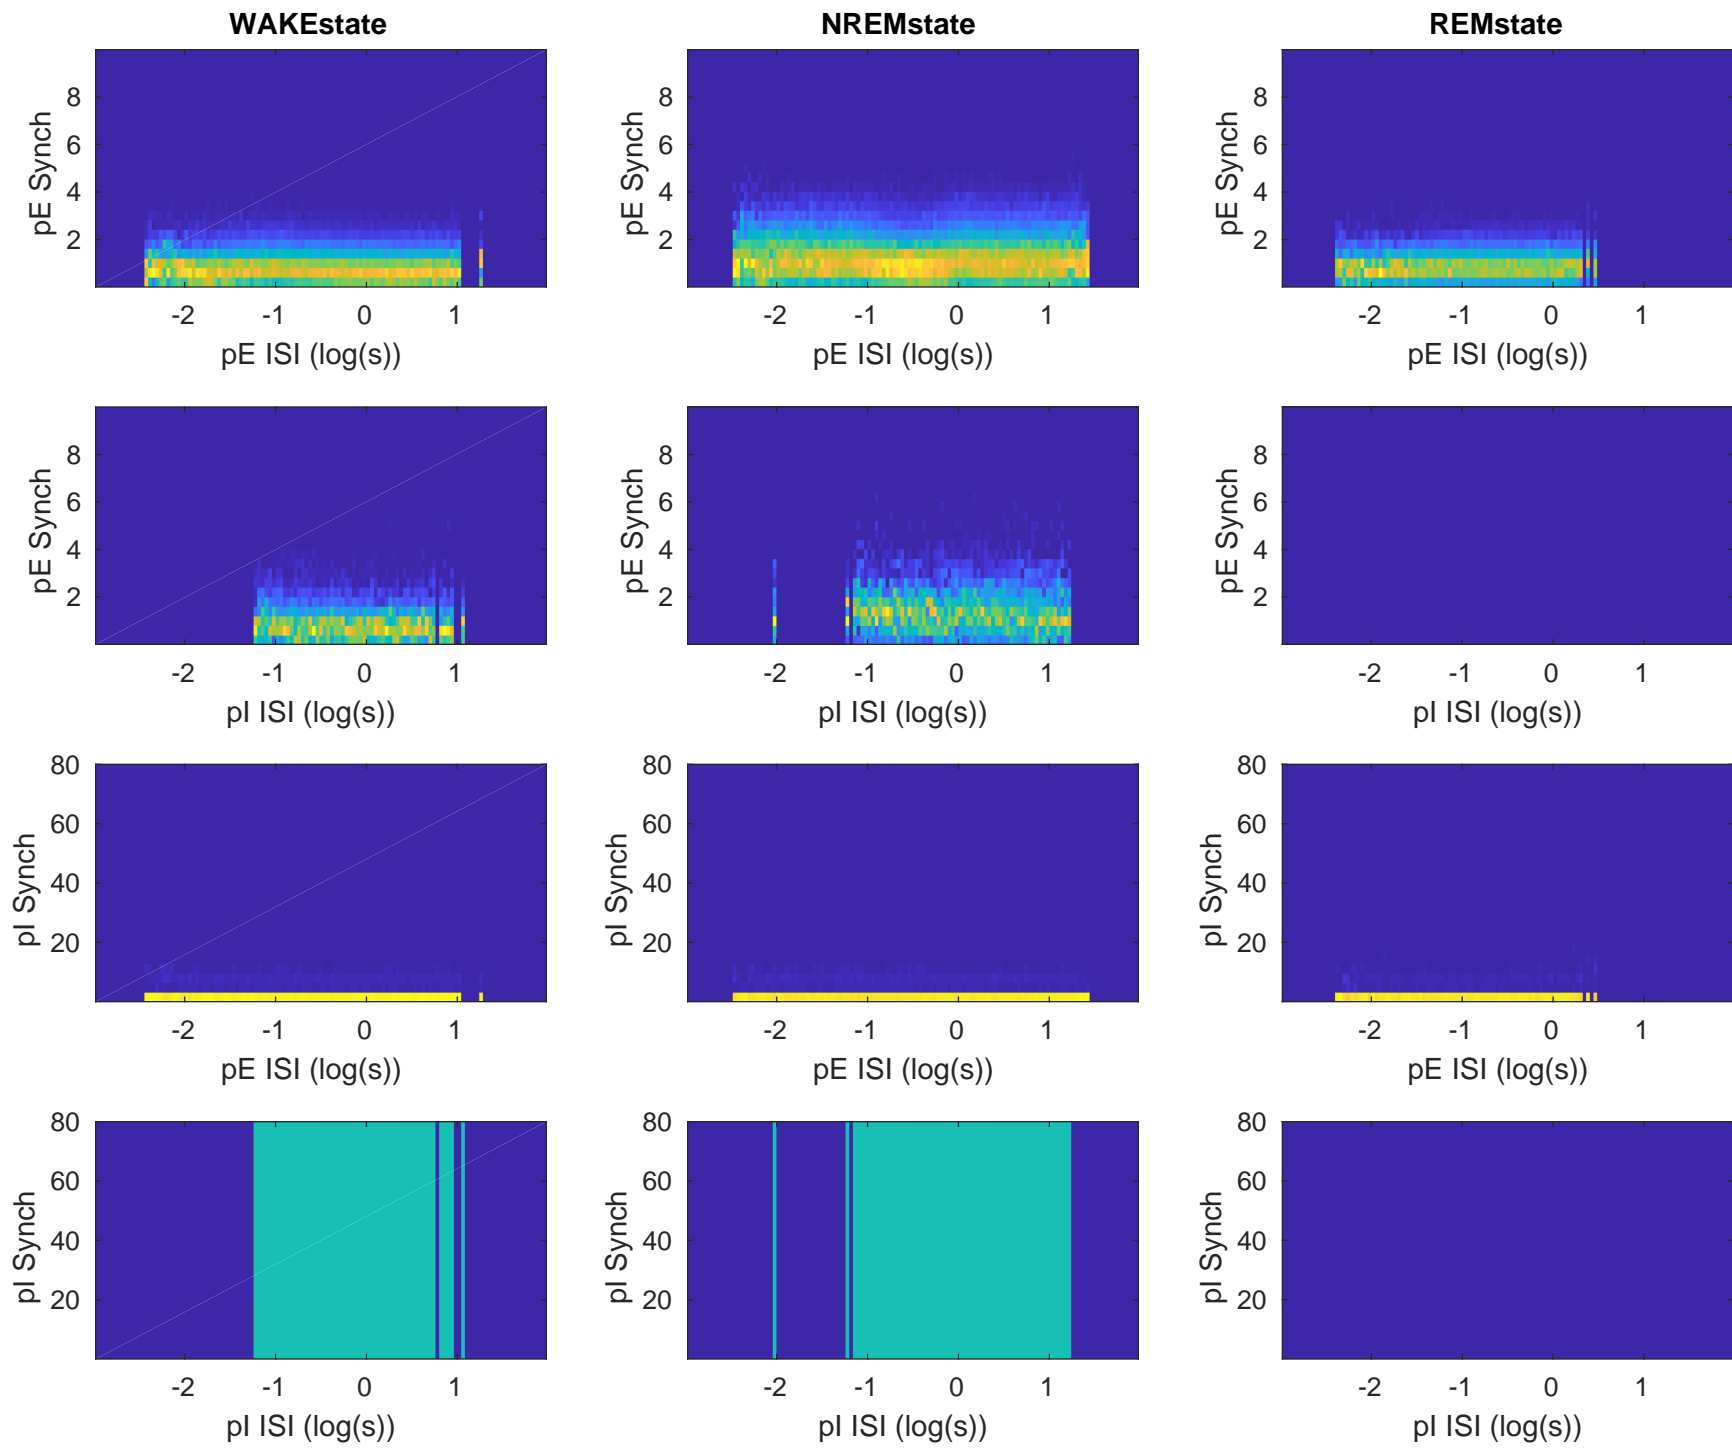 WAKEstate NREMstate REMstate
8 8 8
6 6 6
4 4 4
2 2 2
pE Synch pE Synch pE Synch
-2 -1 0 1 -2 -1 0 1 -2 -1 0 1
pE ISI (log(s)) pE ISI (log(s)) pE ISI (log(s))
8 8 8
6 6 6
4 4 4
2 2 2
pE Synch pE Synch pE Synch
-2 -1 0 1 -2 -1 0 1 -2 -1 0 1
pI ISI (log(s)) pI ISI (log(s)) pI ISI (log(s))
80 80 80
60 60 60
40 40 40
20 20 20
pI Synch pI Synch pI Synch
-2 -1 0 1 -2 -1 0 1 -2 -1 0 1
pE ISI (log(s)) pE ISI (log(s)) pE ISI (log(s))
80 80 80
60 60 60
40 40 40
20 20 20
pI Synch pI Synch pI Synch
-2 -1 0 1 -2 -1 0 1 -2 -1 0 1
pI ISI (log(s)) pI ISI (log(s)) pI ISI (log(s))